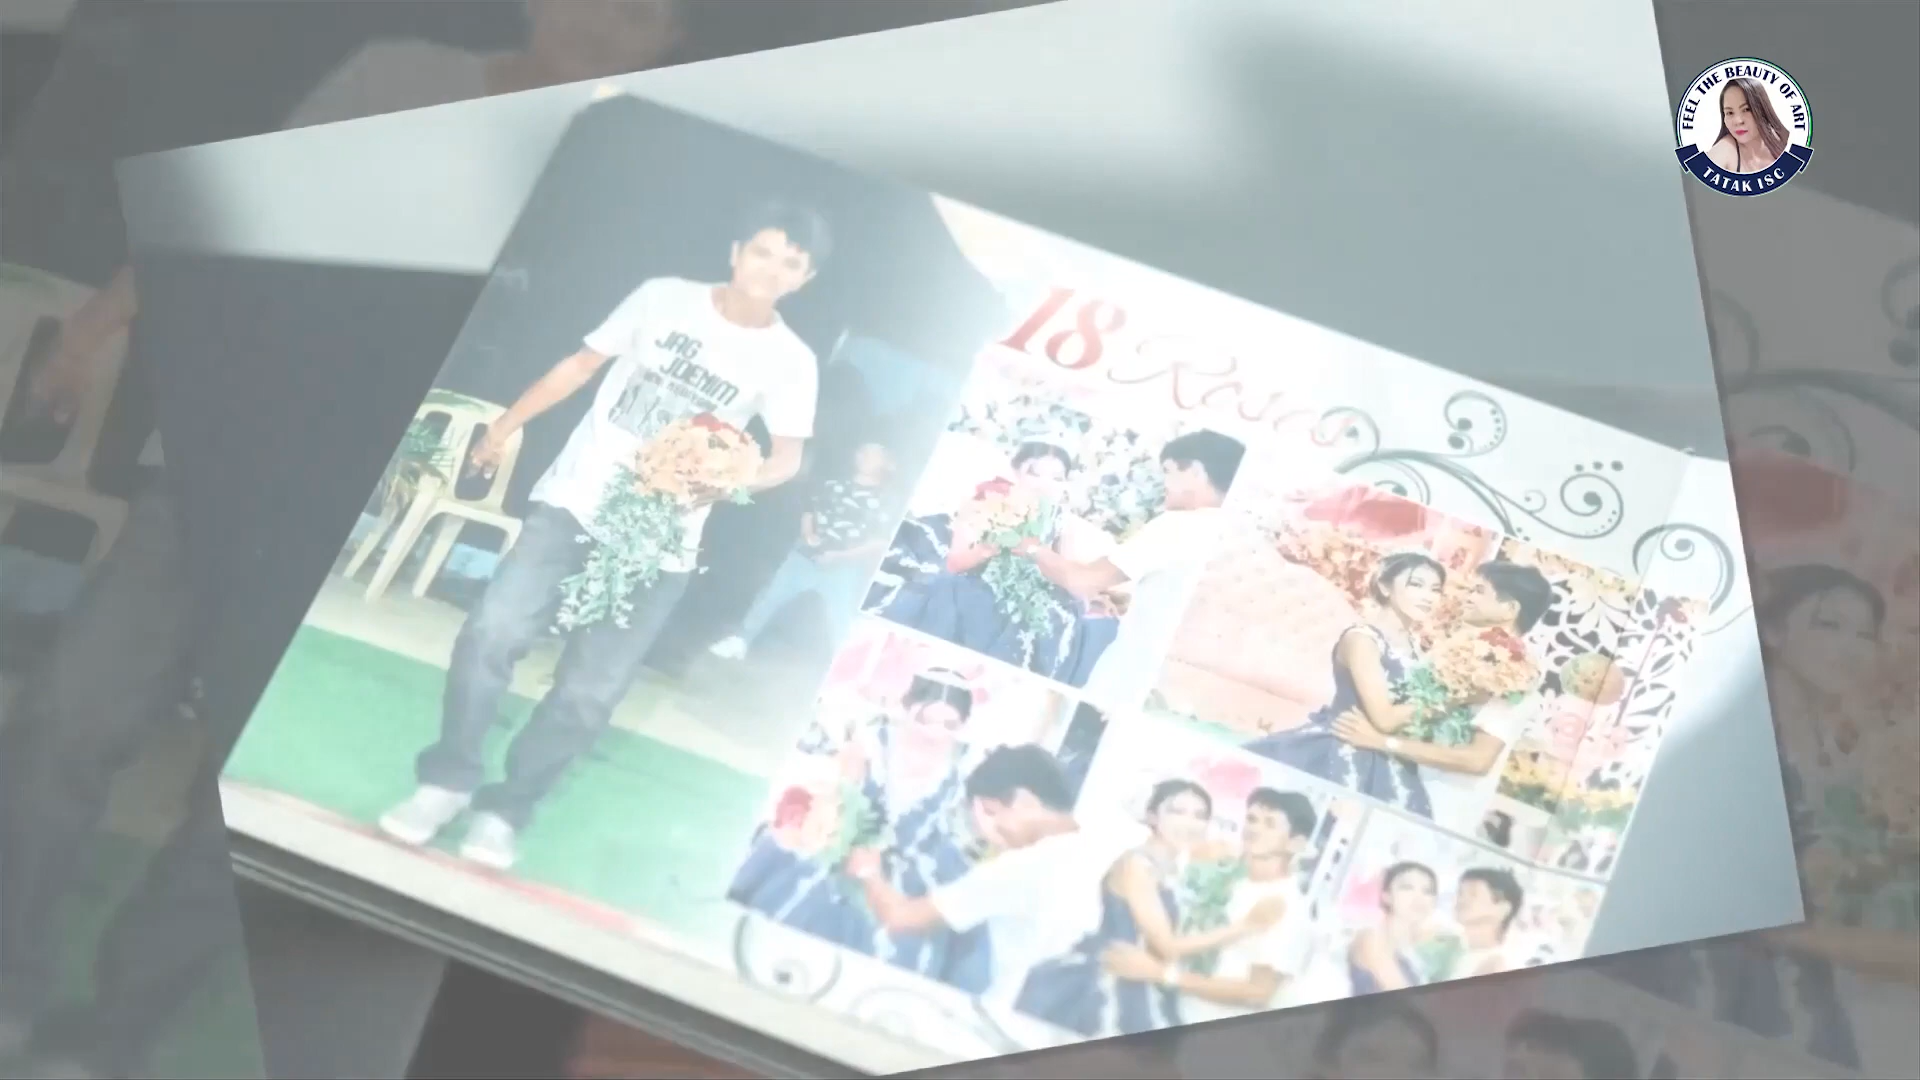 FEEL THE BEAUTY OF ART
TATAK ISC
JAG
JDENIM
18 Roses